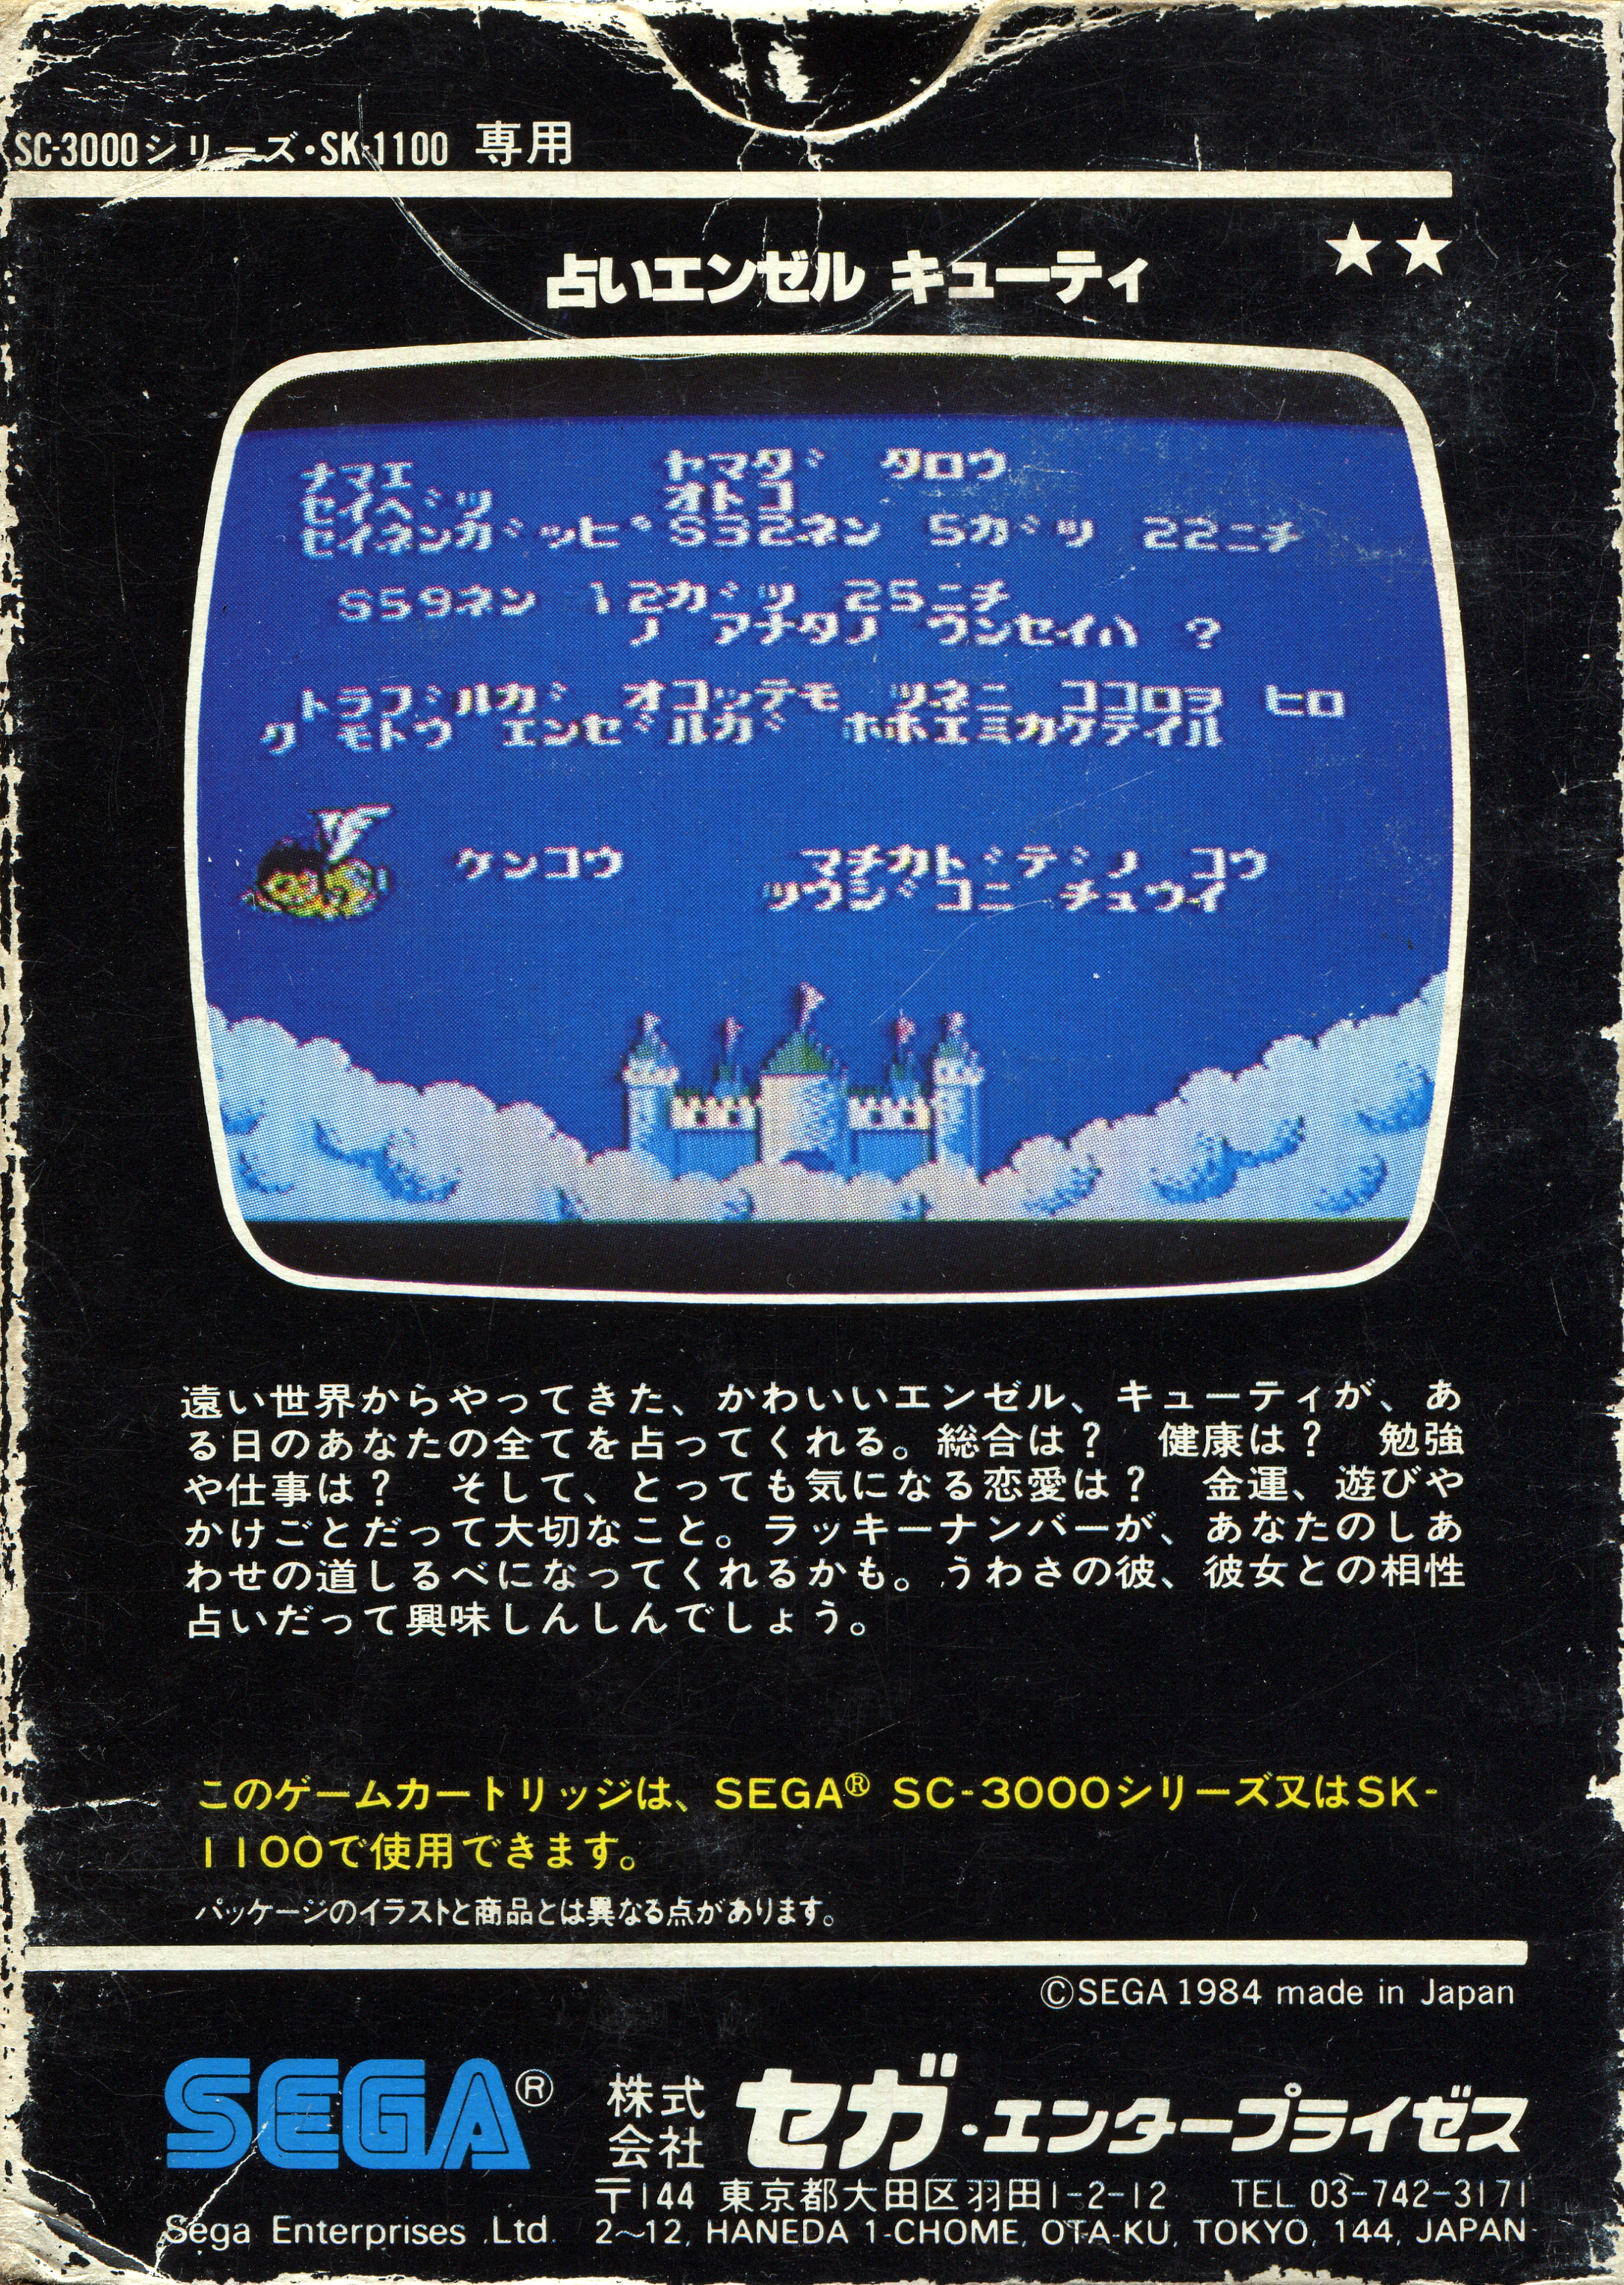 SC-3000シリーズ・SK-1100 専用
★★
占いエンゼル キューティ
ナマエ ヤマダ タロウ
セイベツ オトコ
セイネンガッピ S32ネン 5ガツ 22ニチ
S59ネン 12ガツ 25ニチ
ノ アナタノ ウンセイハ ?
トラブルガ オコッテモ ツネニ ココロヲ ヒロ
ク モトウ エンゼルガ ホホエミカケテイル
ケンコウ マチカドデノ コウ
ツウジコニ チュウイ
遠い世界からやってきた、かわいいエンゼル、キューティが、あ
る日のあなたの全てを占ってくれる。総合は? 健康は? 勉強
や仕事は? そして、とっても気になる恋愛は? 金運、遊びや
かけごとだって大切なこと。ラッキーナンバーが、あなたのしあ
わせの道しるべになってくれるかも。うわさの彼、彼女との相性
占いだって興味しんしんでしょう。
このゲームカートリッジは、SEGA® SC-3000シリーズ又はSK-
1100で使用できます。
パッケージのイラストと商品とは異なる点があります。
©SEGA 1984 made in Japan
SEGA® 株式会社 セガ・エンタープライゼス
〒144 東京都大田区羽田1-2-12 TEL 03-742-3171
Sega Enterprises ,Ltd. 2~12, HANEDA 1-CHOME, OTA-KU, TOKYO, 144, JAPAN